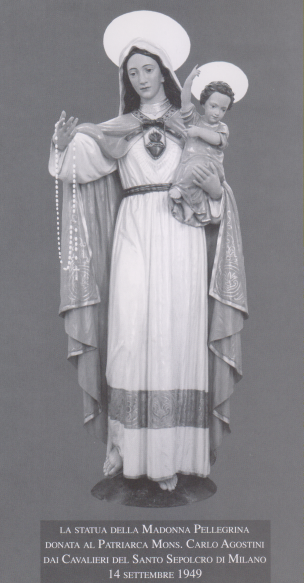 LA STATUA DELLA MADONNA PELLEGRINA
DONATA AL PATRIARCA MONS. CARLO AGOSTINI
DAI CAVALIERI DEL SANTO SEPOLCRO DI MILANO
14 SETTEMBRE 1949